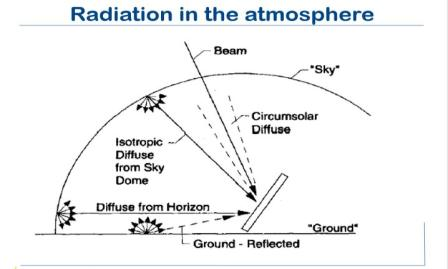 Radiation in the atmosphere
Beam
"Sky"
Circumsolar
Diffuse
Isotropic
Diffuse
from Sky
Dome
Diffuse from Horizon
"Ground"
Ground - Reflected